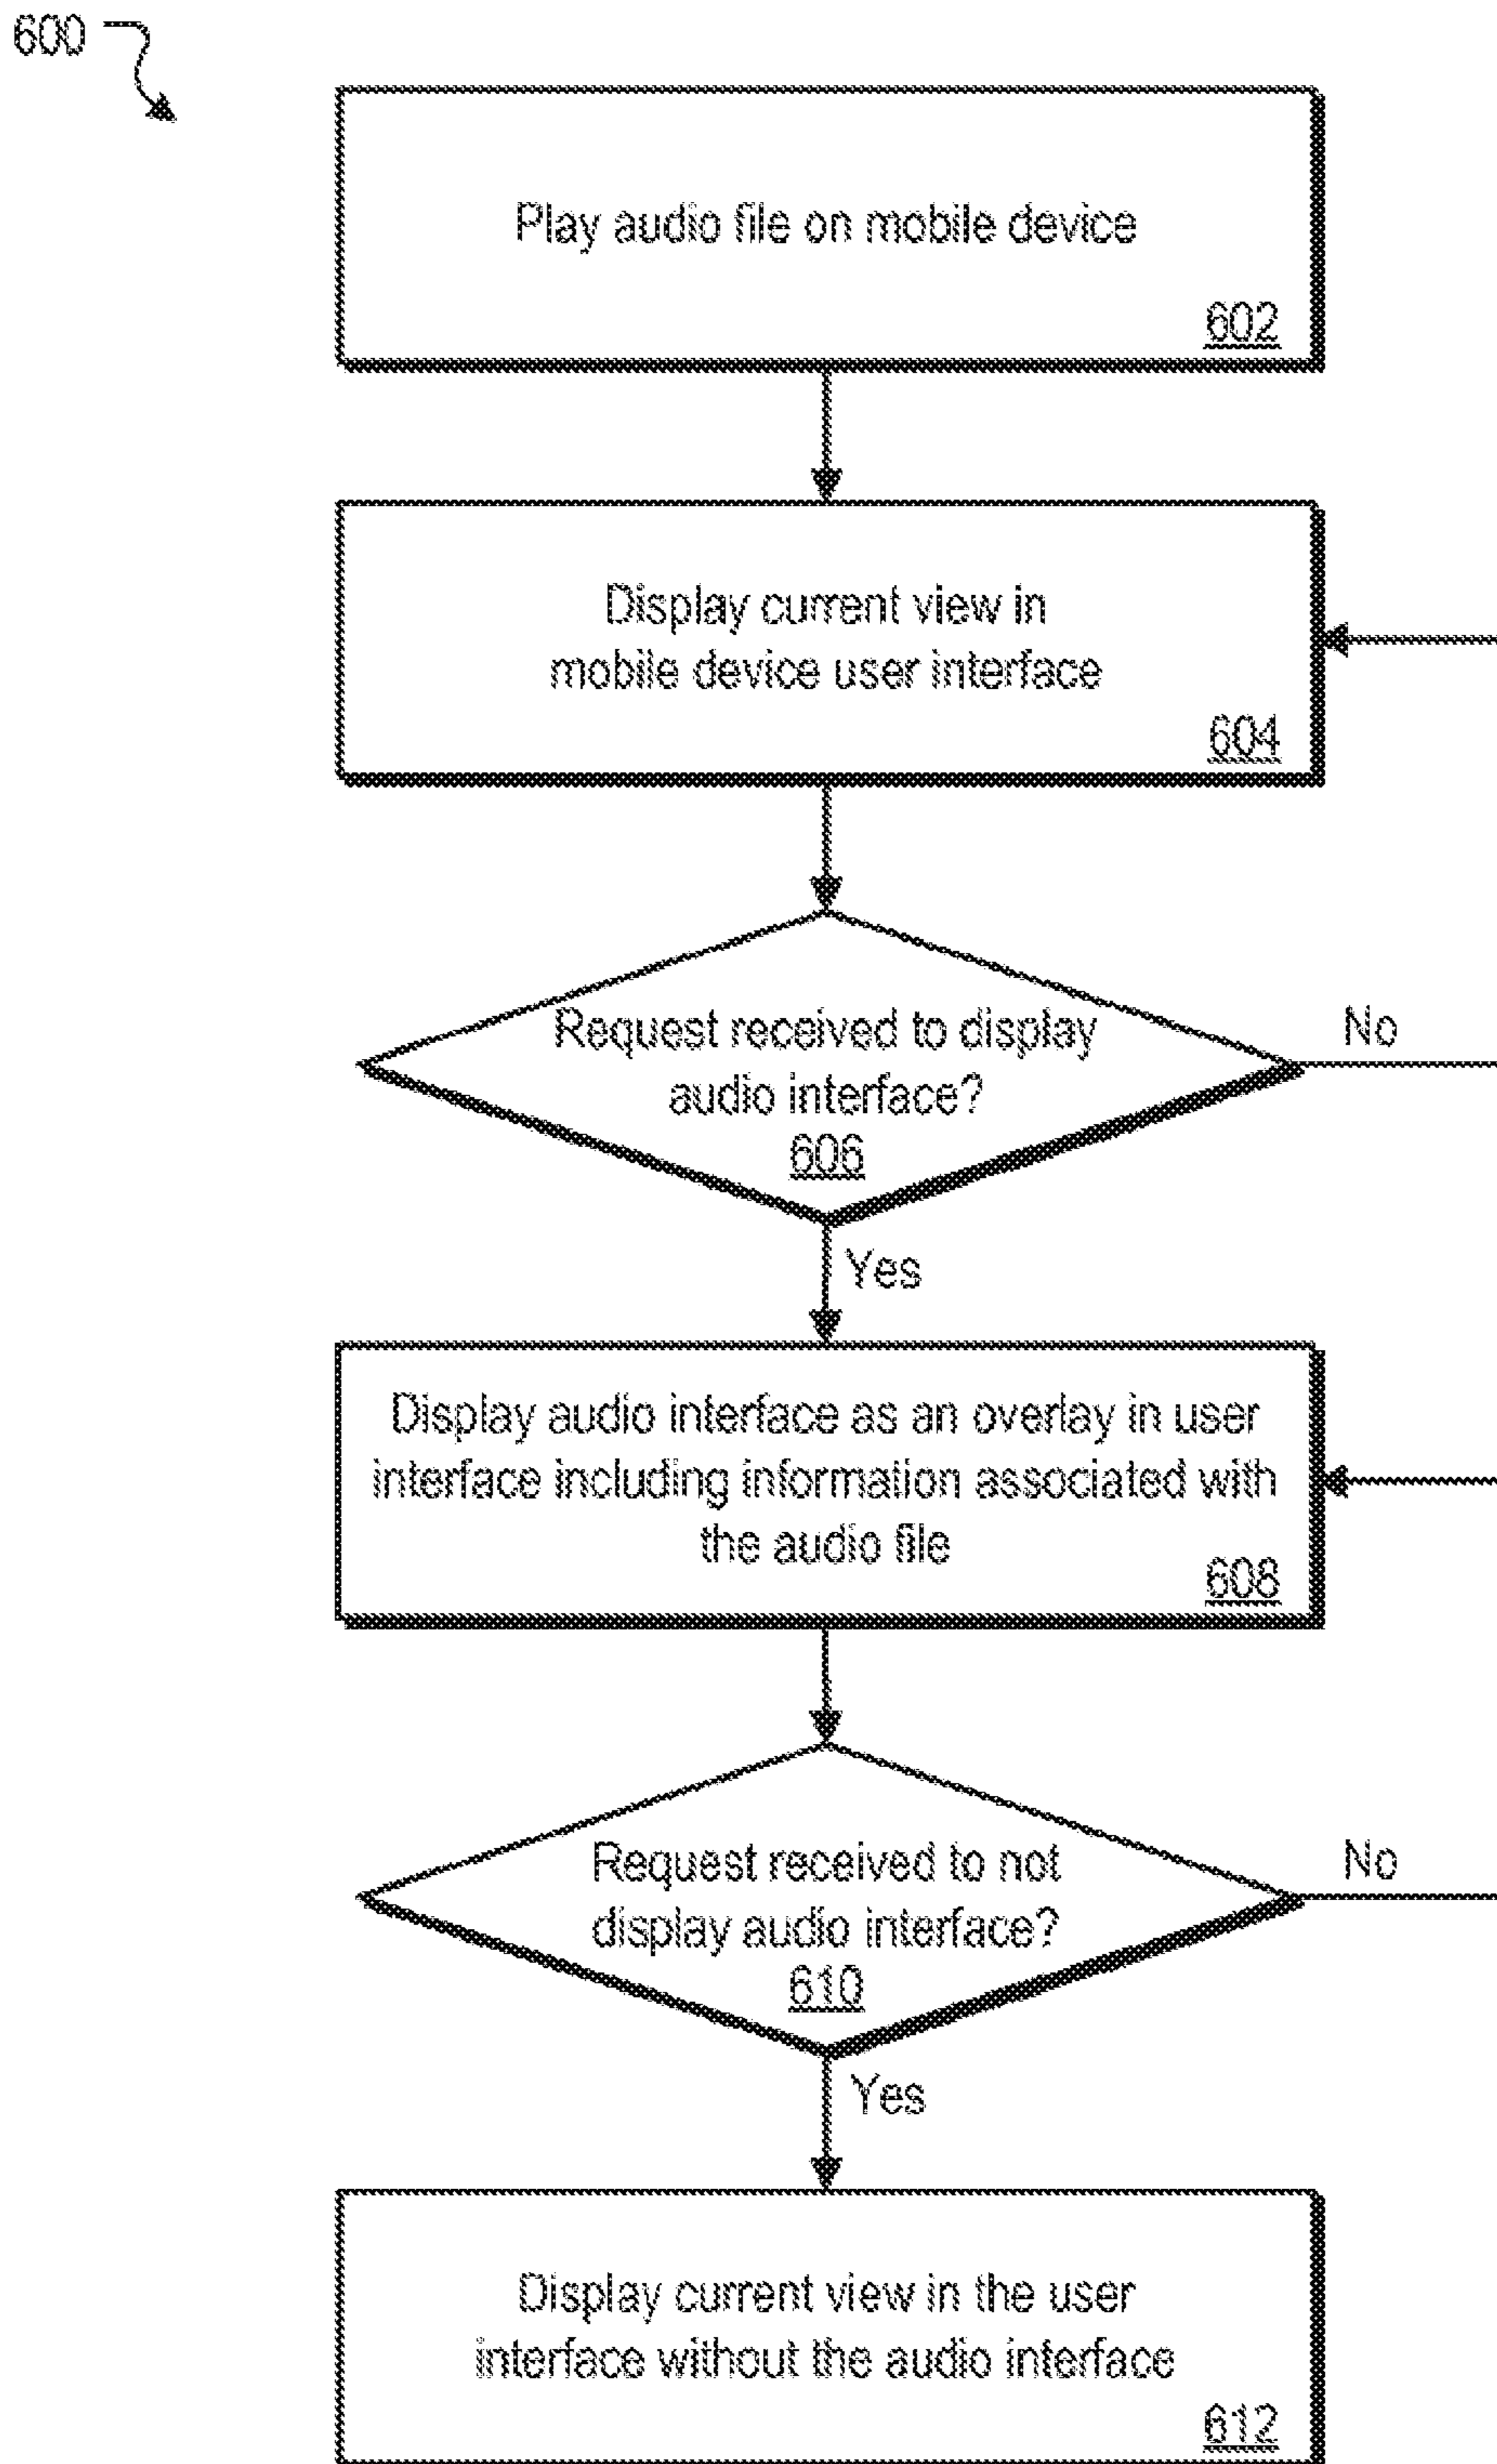 600
Play audio file on mobile device
602
Display current view in
mobile device user interface
604
Request received to display
audio interface?
606
No
Yes
Display audio interface as an overlay in user
interface including information associated with
the audio file
608
Request received to not
display audio interface?
610
No
Yes
Display current view in the user
interface without the audio interface
612